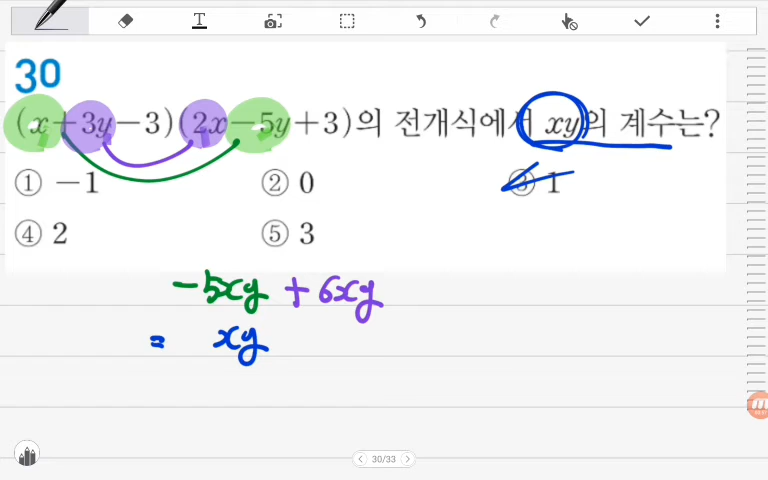 30
(x+3y−3)(2x−5y+3)의 전개식에서 xy의 계수는?
① −1 ② 0 ③ 1
④ 2 ⑤ 3
−5xy + 6xy
= xy
30/33